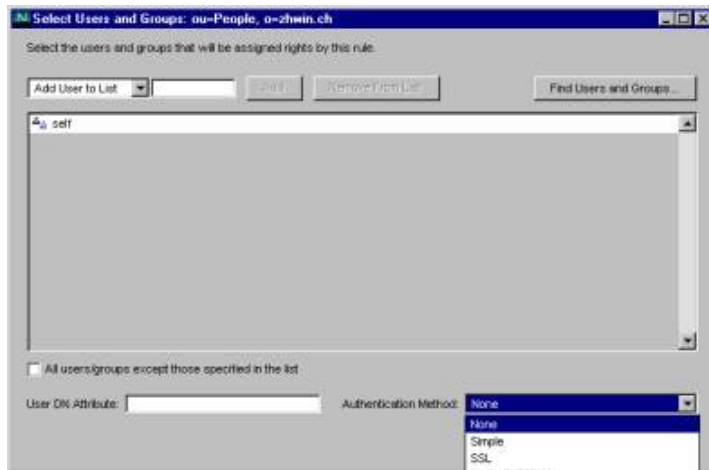 Select Users and Groups: ou=People, o=zhwin.ch
Select the users and groups that will be assigned rights by this rule.
Add User to List Add Remove From List Find Users and Groups...
self
All users/groups except those specified in the list
User DN Attribute: Authentication Method: None
None
Simple
SSL